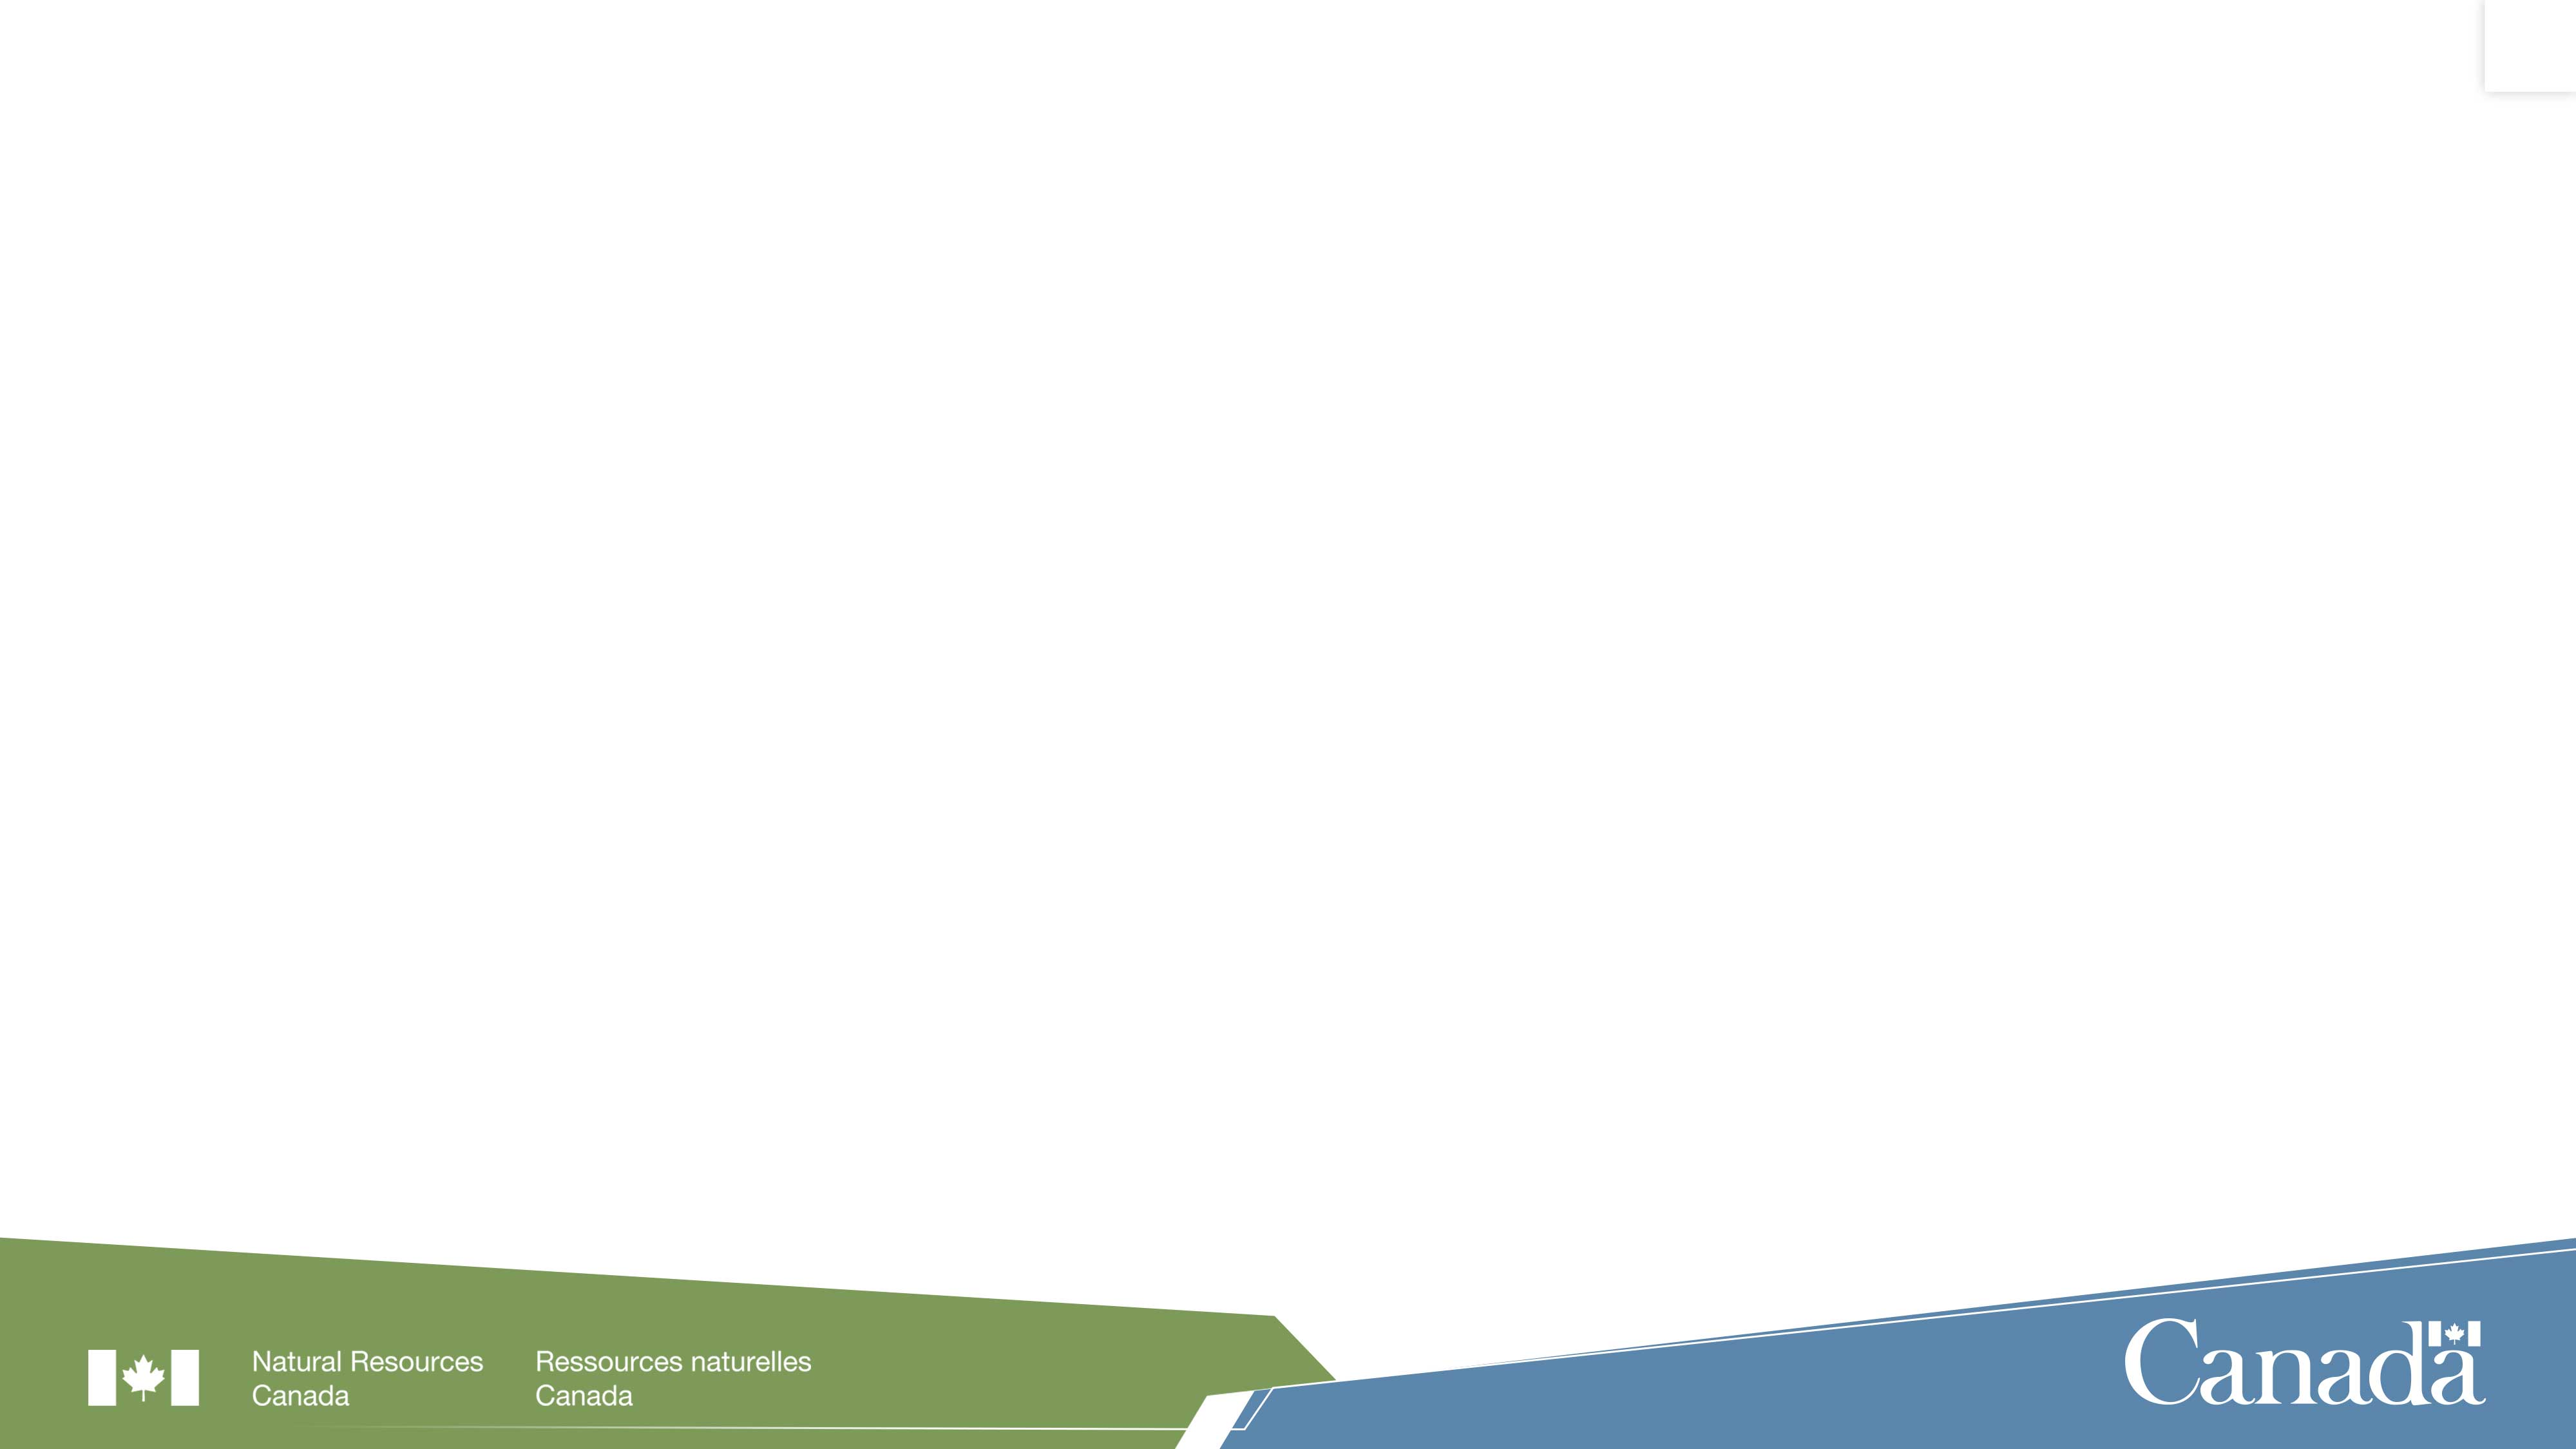 Natural Resources
Canada
Ressources naturelles
Canada
Canada